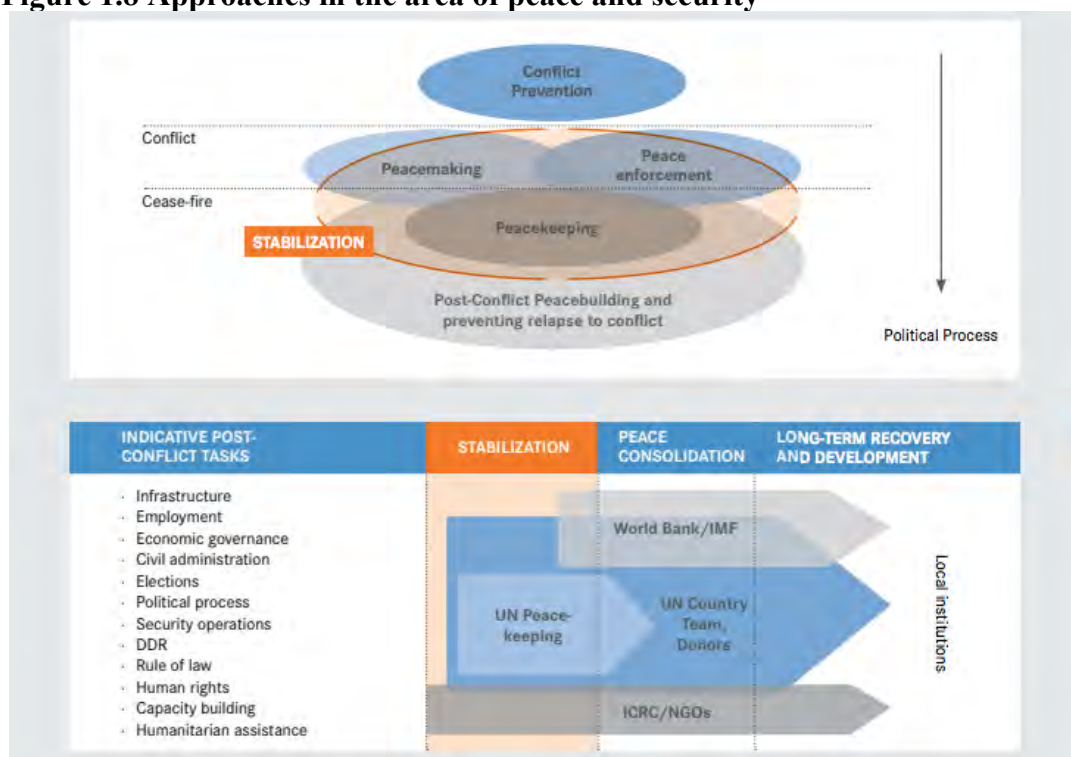 Figure 1.8 Approaches in the area of peace and security
Conflict
Prevention
Conflict
Peacemaking
Peace
enforcement
Cease-fire
Peacekeeping
STABILIZATION
Post-Conflict Peacebuilding and
preventing relapse to conflict
Political Process
INDICATIVE POST-
CONFLICT TASKS
STABILIZATION
PEACE
CONSOLIDATION
LONG-TERM RECOVERY
AND DEVELOPMENT
· Infrastructure
· Employment
· Economic governance
· Civil administration
· Elections
· Political process
· Security operations
· DDR
· Rule of law
· Human rights
· Capacity building
· Humanitarian assistance
World Bank/IMF
UN Peace-
keeping
UN Country
Team,
Donors
ICRC/NGOs
Local institutions